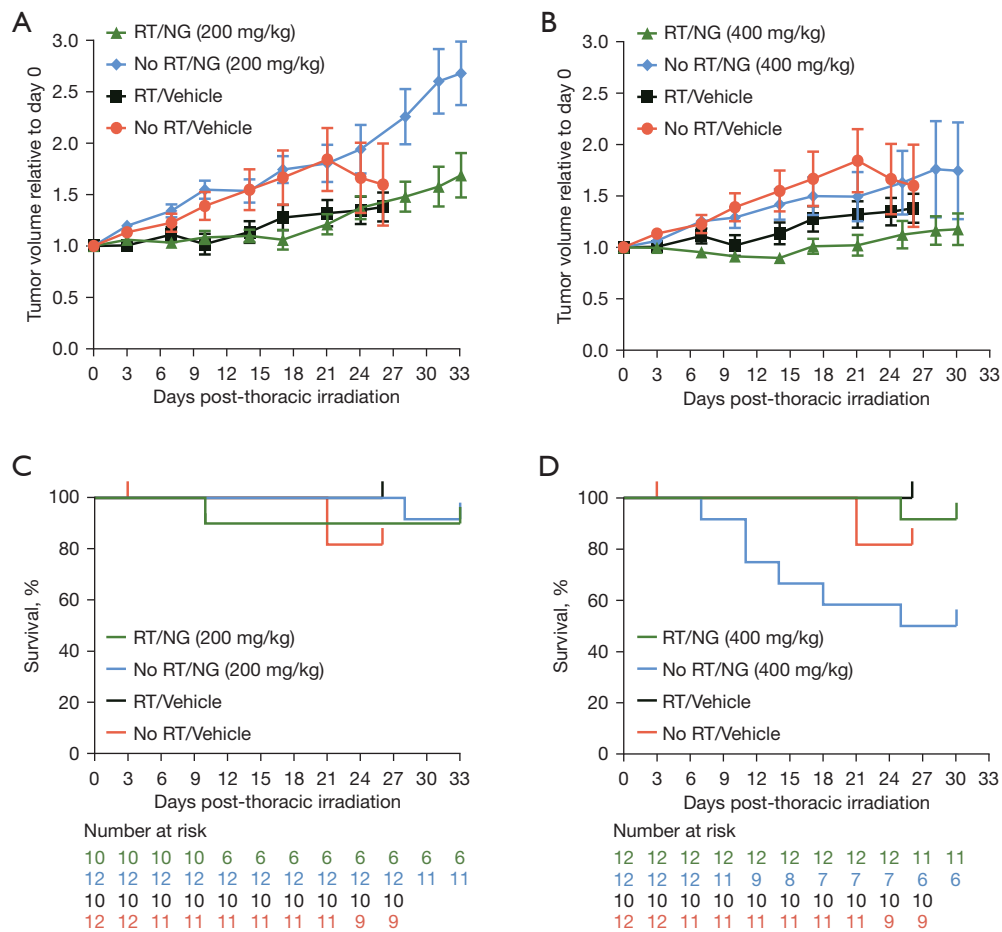 A
RT/NG (200 mg/kg)
No RT/NG (200 mg/kg)
RT/Vehicle
No RT/Vehicle
Tumor volume relative to day 0
3.0
2.5
2.0
1.5
1.0
0.5
0.0
0 3 6 9 12 15 18 21 24 27 30 33
Days post-thoracic irradiation
B
RT/NG (400 mg/kg)
No RT/NG (400 mg/kg)
RT/Vehicle
No RT/Vehicle
Tumor volume relative to day 0
3.0
2.5
2.0
1.5
1.0
0.5
0.0
0 3 6 9 12 15 18 21 24 27 30 33
Days post-thoracic irradiation
C
Survival, %
100
80
60
40
20
0
RT/NG (200 mg/kg)
No RT/NG (200 mg/kg)
RT/Vehicle
No RT/Vehicle
0 3 6 9 12 15 18 21 24 27 30 33
Days post-thoracic irradiation
Number at risk
10 10 10 10 6 6 6 6 6 6 6 6
12 12 12 12 12 12 12 12 12 12 11 11
10 10 10 10 10 10 10 10 10 10
12 12 11 11 11 11 11 11 9 9
D
Survival, %
100
80
60
40
20
0
RT/NG (400 mg/kg)
No RT/NG (400 mg/kg)
RT/Vehicle
No RT/Vehicle
0 3 6 9 12 15 18 21 24 27 30 33
Days post-thoracic irradiation
Number at risk
12 12 12 12 12 12 12 12 12 11 11
12 12 12 11 9 8 7 7 7 6 6
10 10 10 10 10 10 10 10 10 10
12 12 11 11 11 11 11 11 9 9